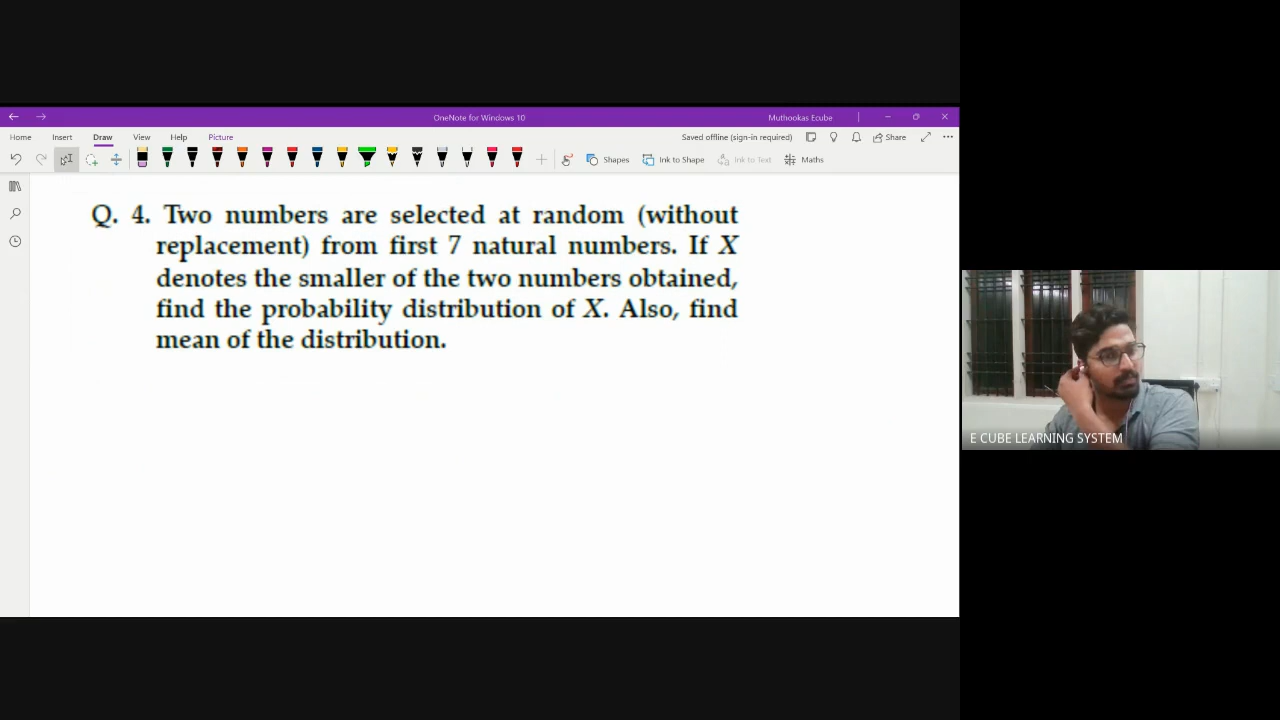 OneNote for Windows 10
Muthookas Ecube
Home Insert Draw View Help Picture
Saved offline (sign-in required)
Share
Shapes
Ink to Shape
Ink to Text
Maths
Q. 4. Two numbers are selected at random (without
replacement) from first 7 natural numbers. If X
denotes the smaller of the two numbers obtained,
find the probability distribution of X. Also, find
mean of the distribution.
E CUBE LEARNING SYSTEM